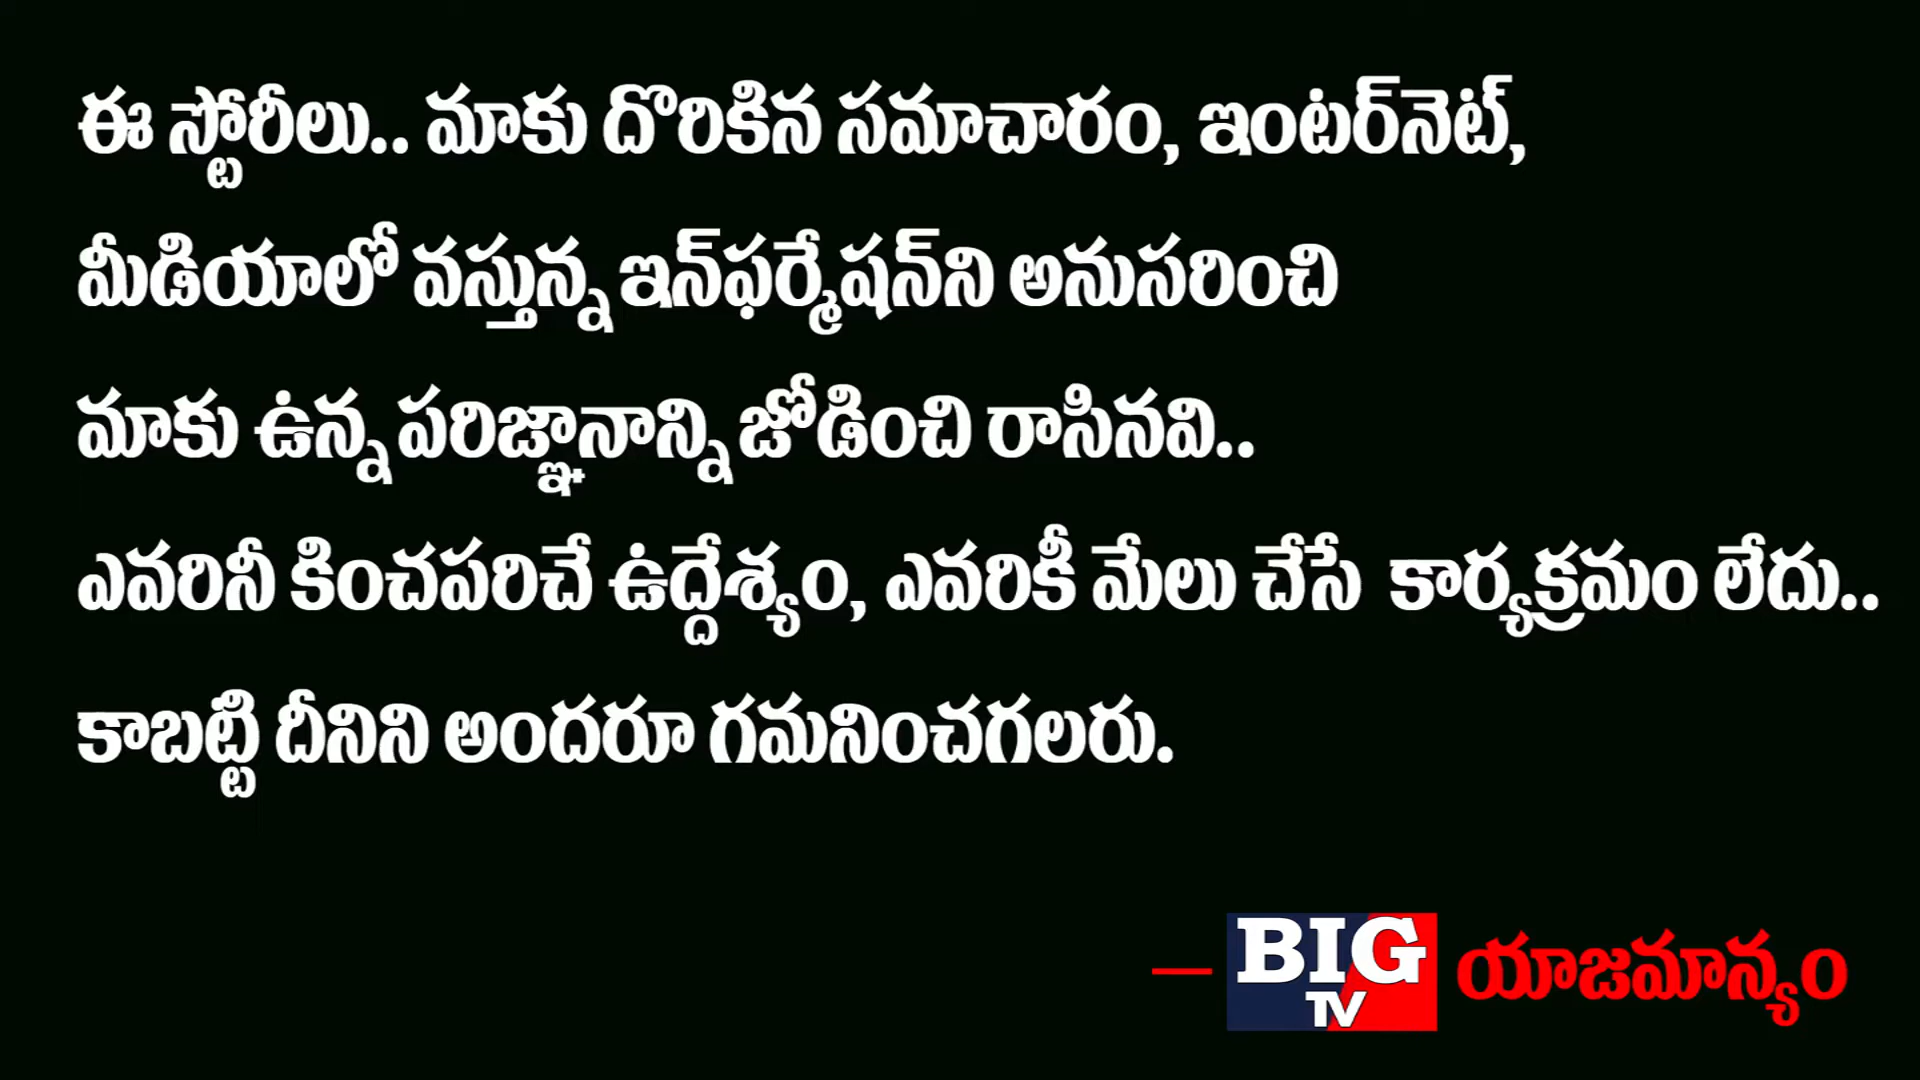 ఈ స్టోరీలు.. మాకు దొరికిన సమాచారం, ఇంటర్‌నెట్,
మీడియాలో వస్తున్న ఇన్‌ఫర్మేషన్‌ని అనుసరించి
మాకు ఉన్న పరిజ్ఞానాన్ని జోడించి రాసినవి..
ఎవరినీ కించపరిచే ఉద్దేశ్యం, ఎవరికీ మేలు చేసే కార్యక్రమం లేదు..
కాబట్టి దీనిని అందరూ గమనించగలరు.
— BIG TV యాజమాన్యం